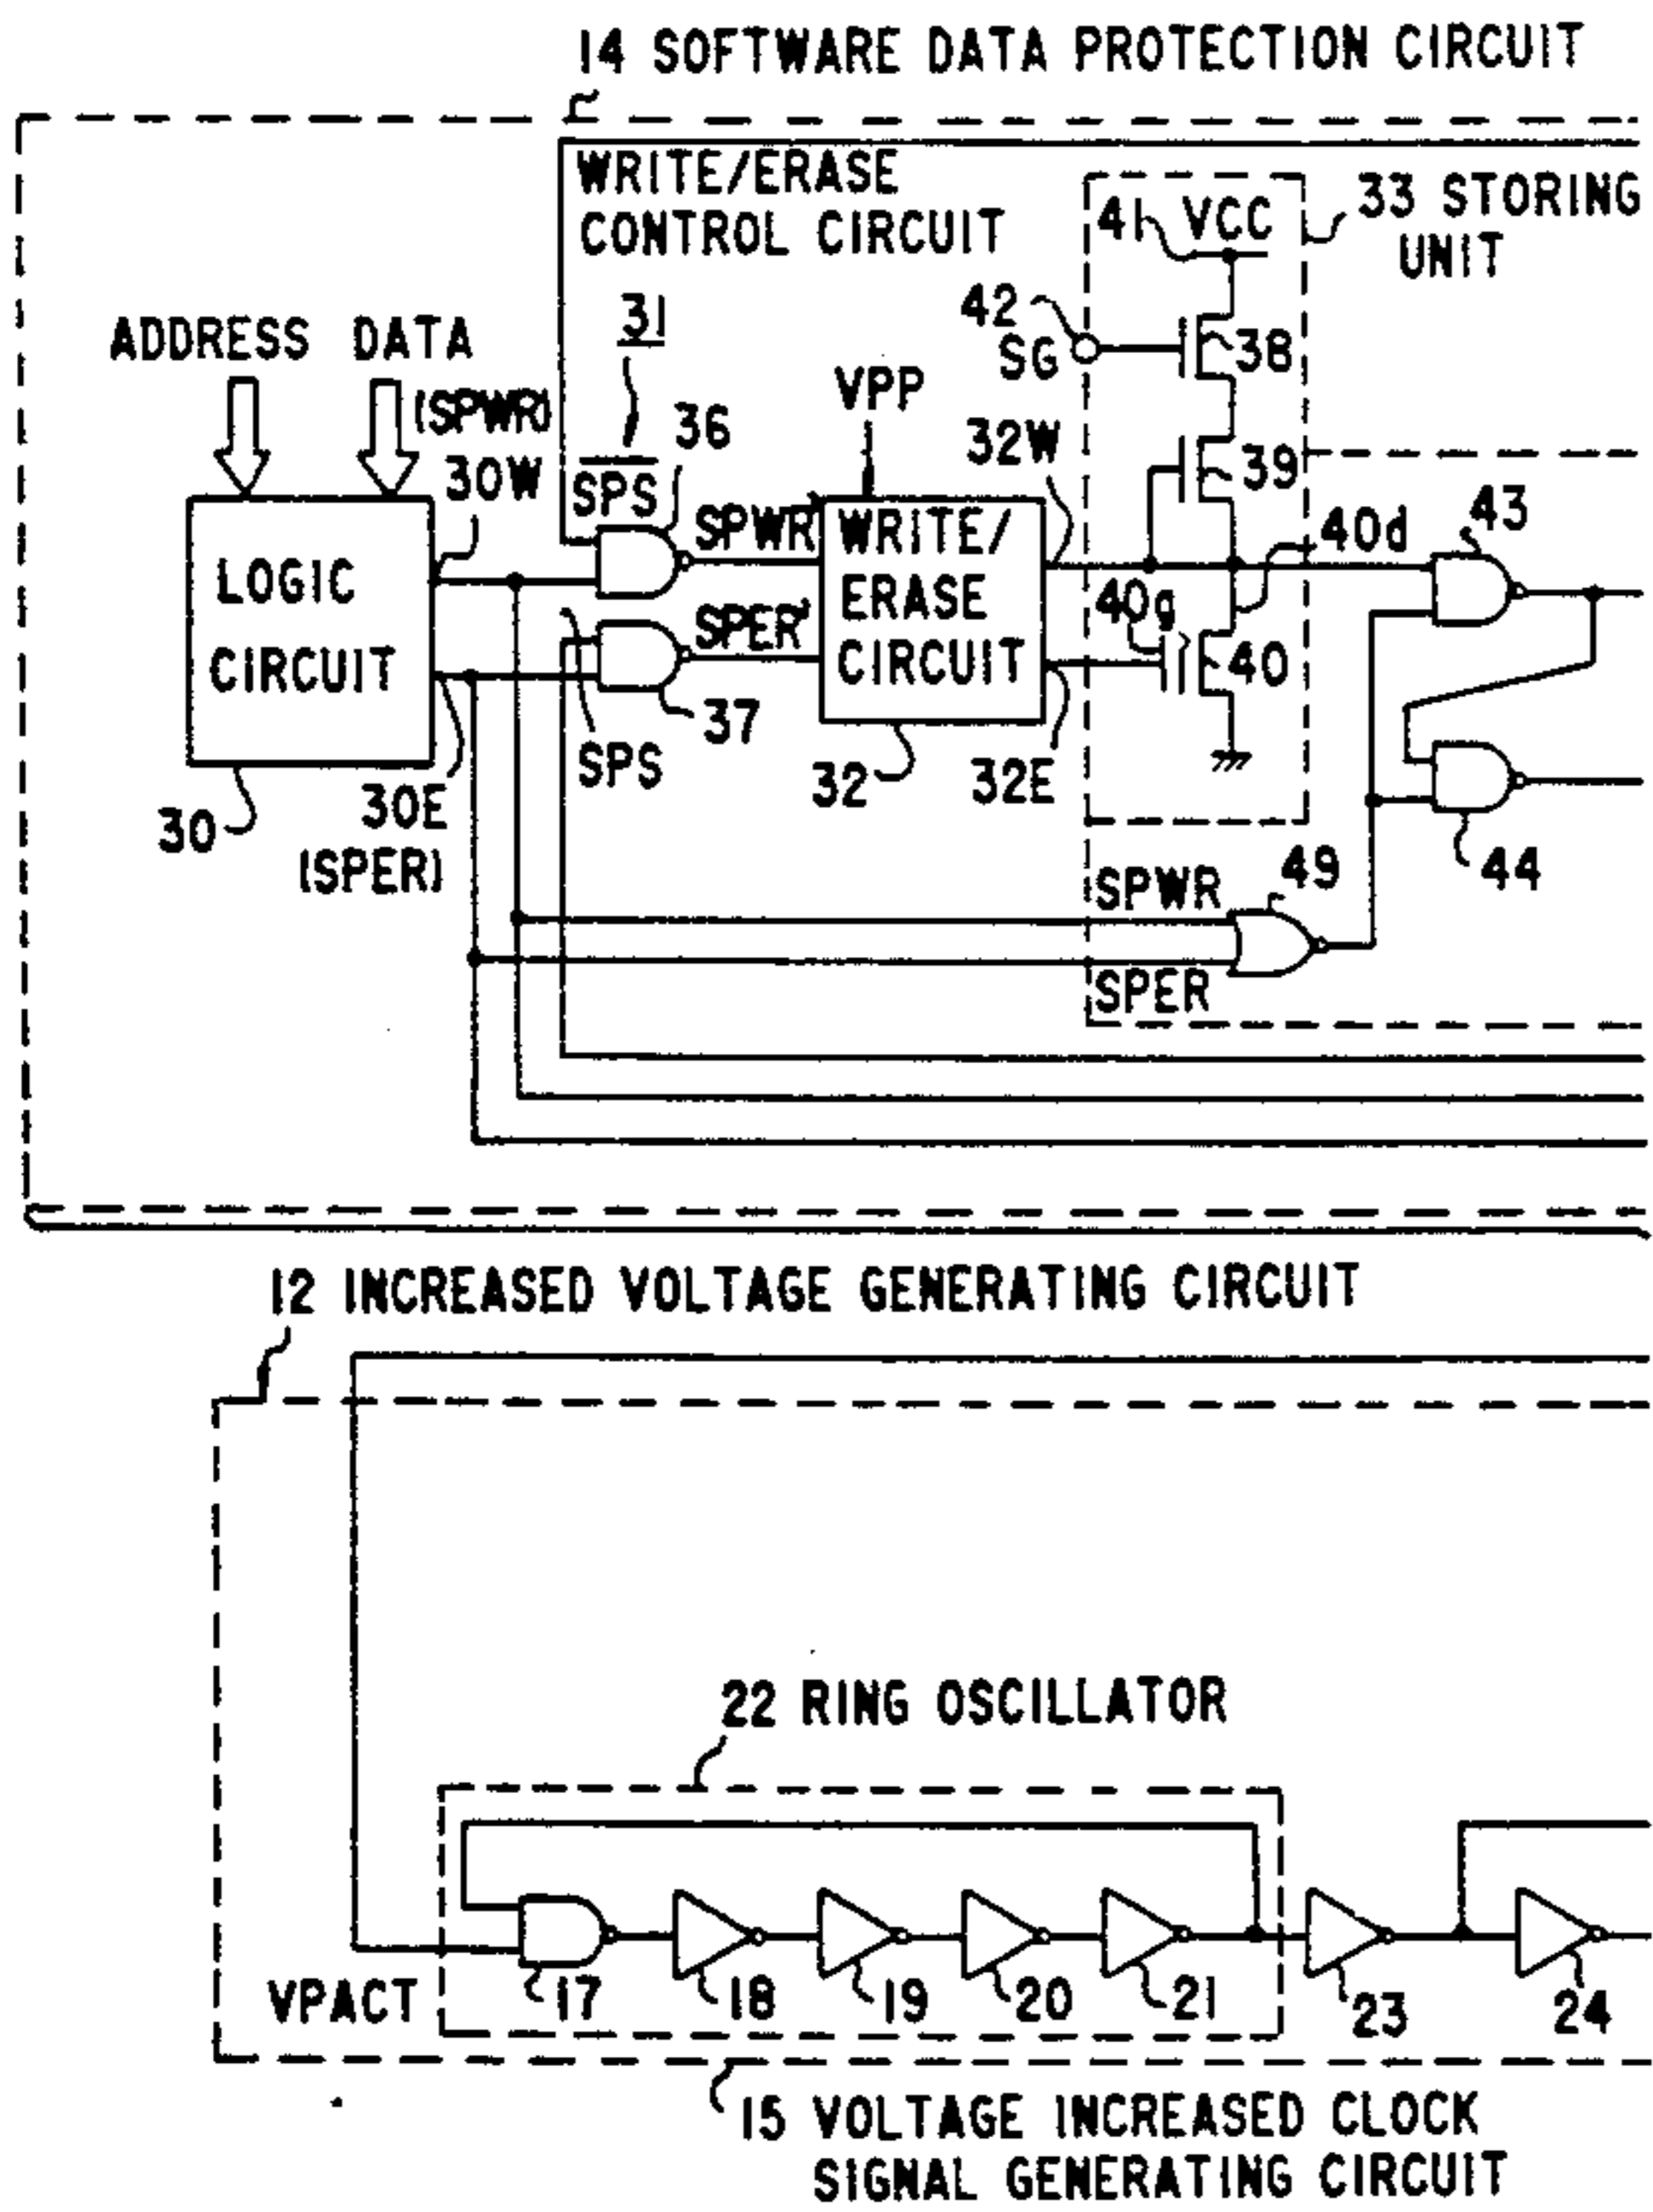 14 SOFTWARE DATA PROTECTION CIRCUIT
WRITE/ERASE
CONTROL CIRCUIT
31
33 STORING
UNIT
41 VCC
42
SG
38
ADDRESS DATA
(SPWR)
30W
SPS
36
VPP
32W
39
40d
43
LOGIC
CIRCUIT
SPWR'
SPER'
WRITE/
ERASE
CIRCUIT
40g
40
37
SPS
32
32E
30
30E
(SPER)
44
SPWR
49
SPER
12 INCREASED VOLTAGE GENERATING CIRCUIT
22 RING OSCILLATOR
VPACT
17
18
19
20
21
23
24
15 VOLTAGE INCREASED CLOCK
SIGNAL GENERATING CIRCUIT